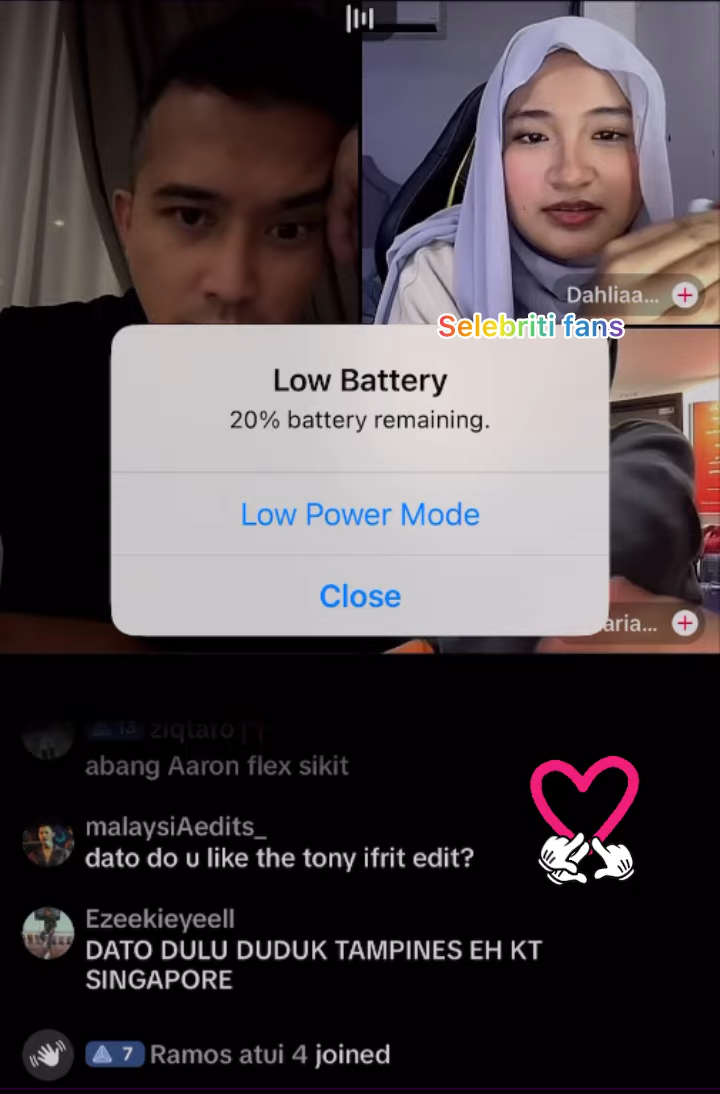 Dahliaa...
Selebriti fans
Low Battery
20% battery remaining.
Low Power Mode
Close
aria...
13 ziqtaro
abang Aaron flex sikit
malaysiAedits_
dato do u like the tony ifrit edit?
Ezeekieyeell
DATO DULU DUDUK TAMPINES EH KT
SINGAPORE
7 Ramos atui 4 joined